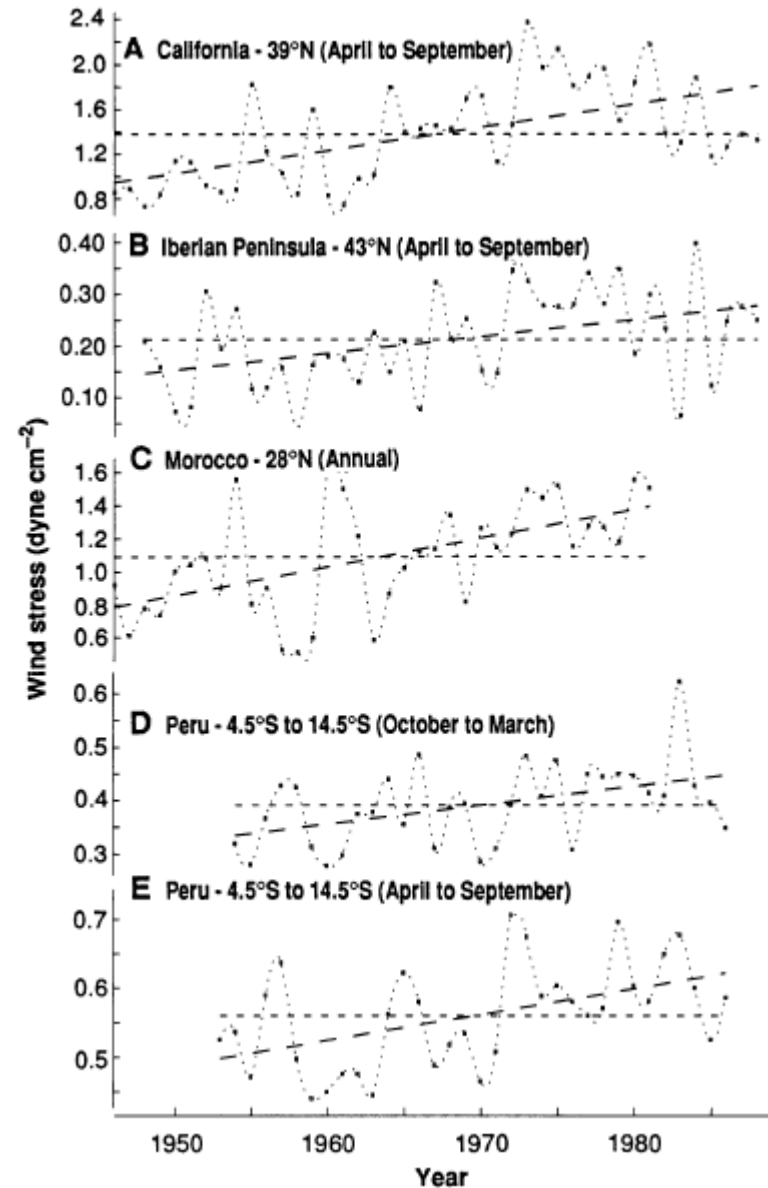 2.4
A California - 39°N (April to September)
2.0
1.6
1.2
0.8
0.40
B Iberian Peninsula - 43°N (April to September)
0.30
0.20
0.10
C Morocco - 28°N (Annual)
1.6
1.4
1.2
1.0
0.8
0.6
Wind stress (dyne cm⁻²)
0.6
D Peru - 4.5°S to 14.5°S (October to March)
0.5
0.4
0.3
E Peru - 4.5°S to 14.5°S (April to September)
0.7
0.6
0.5
1950 1960 1970 1980
Year